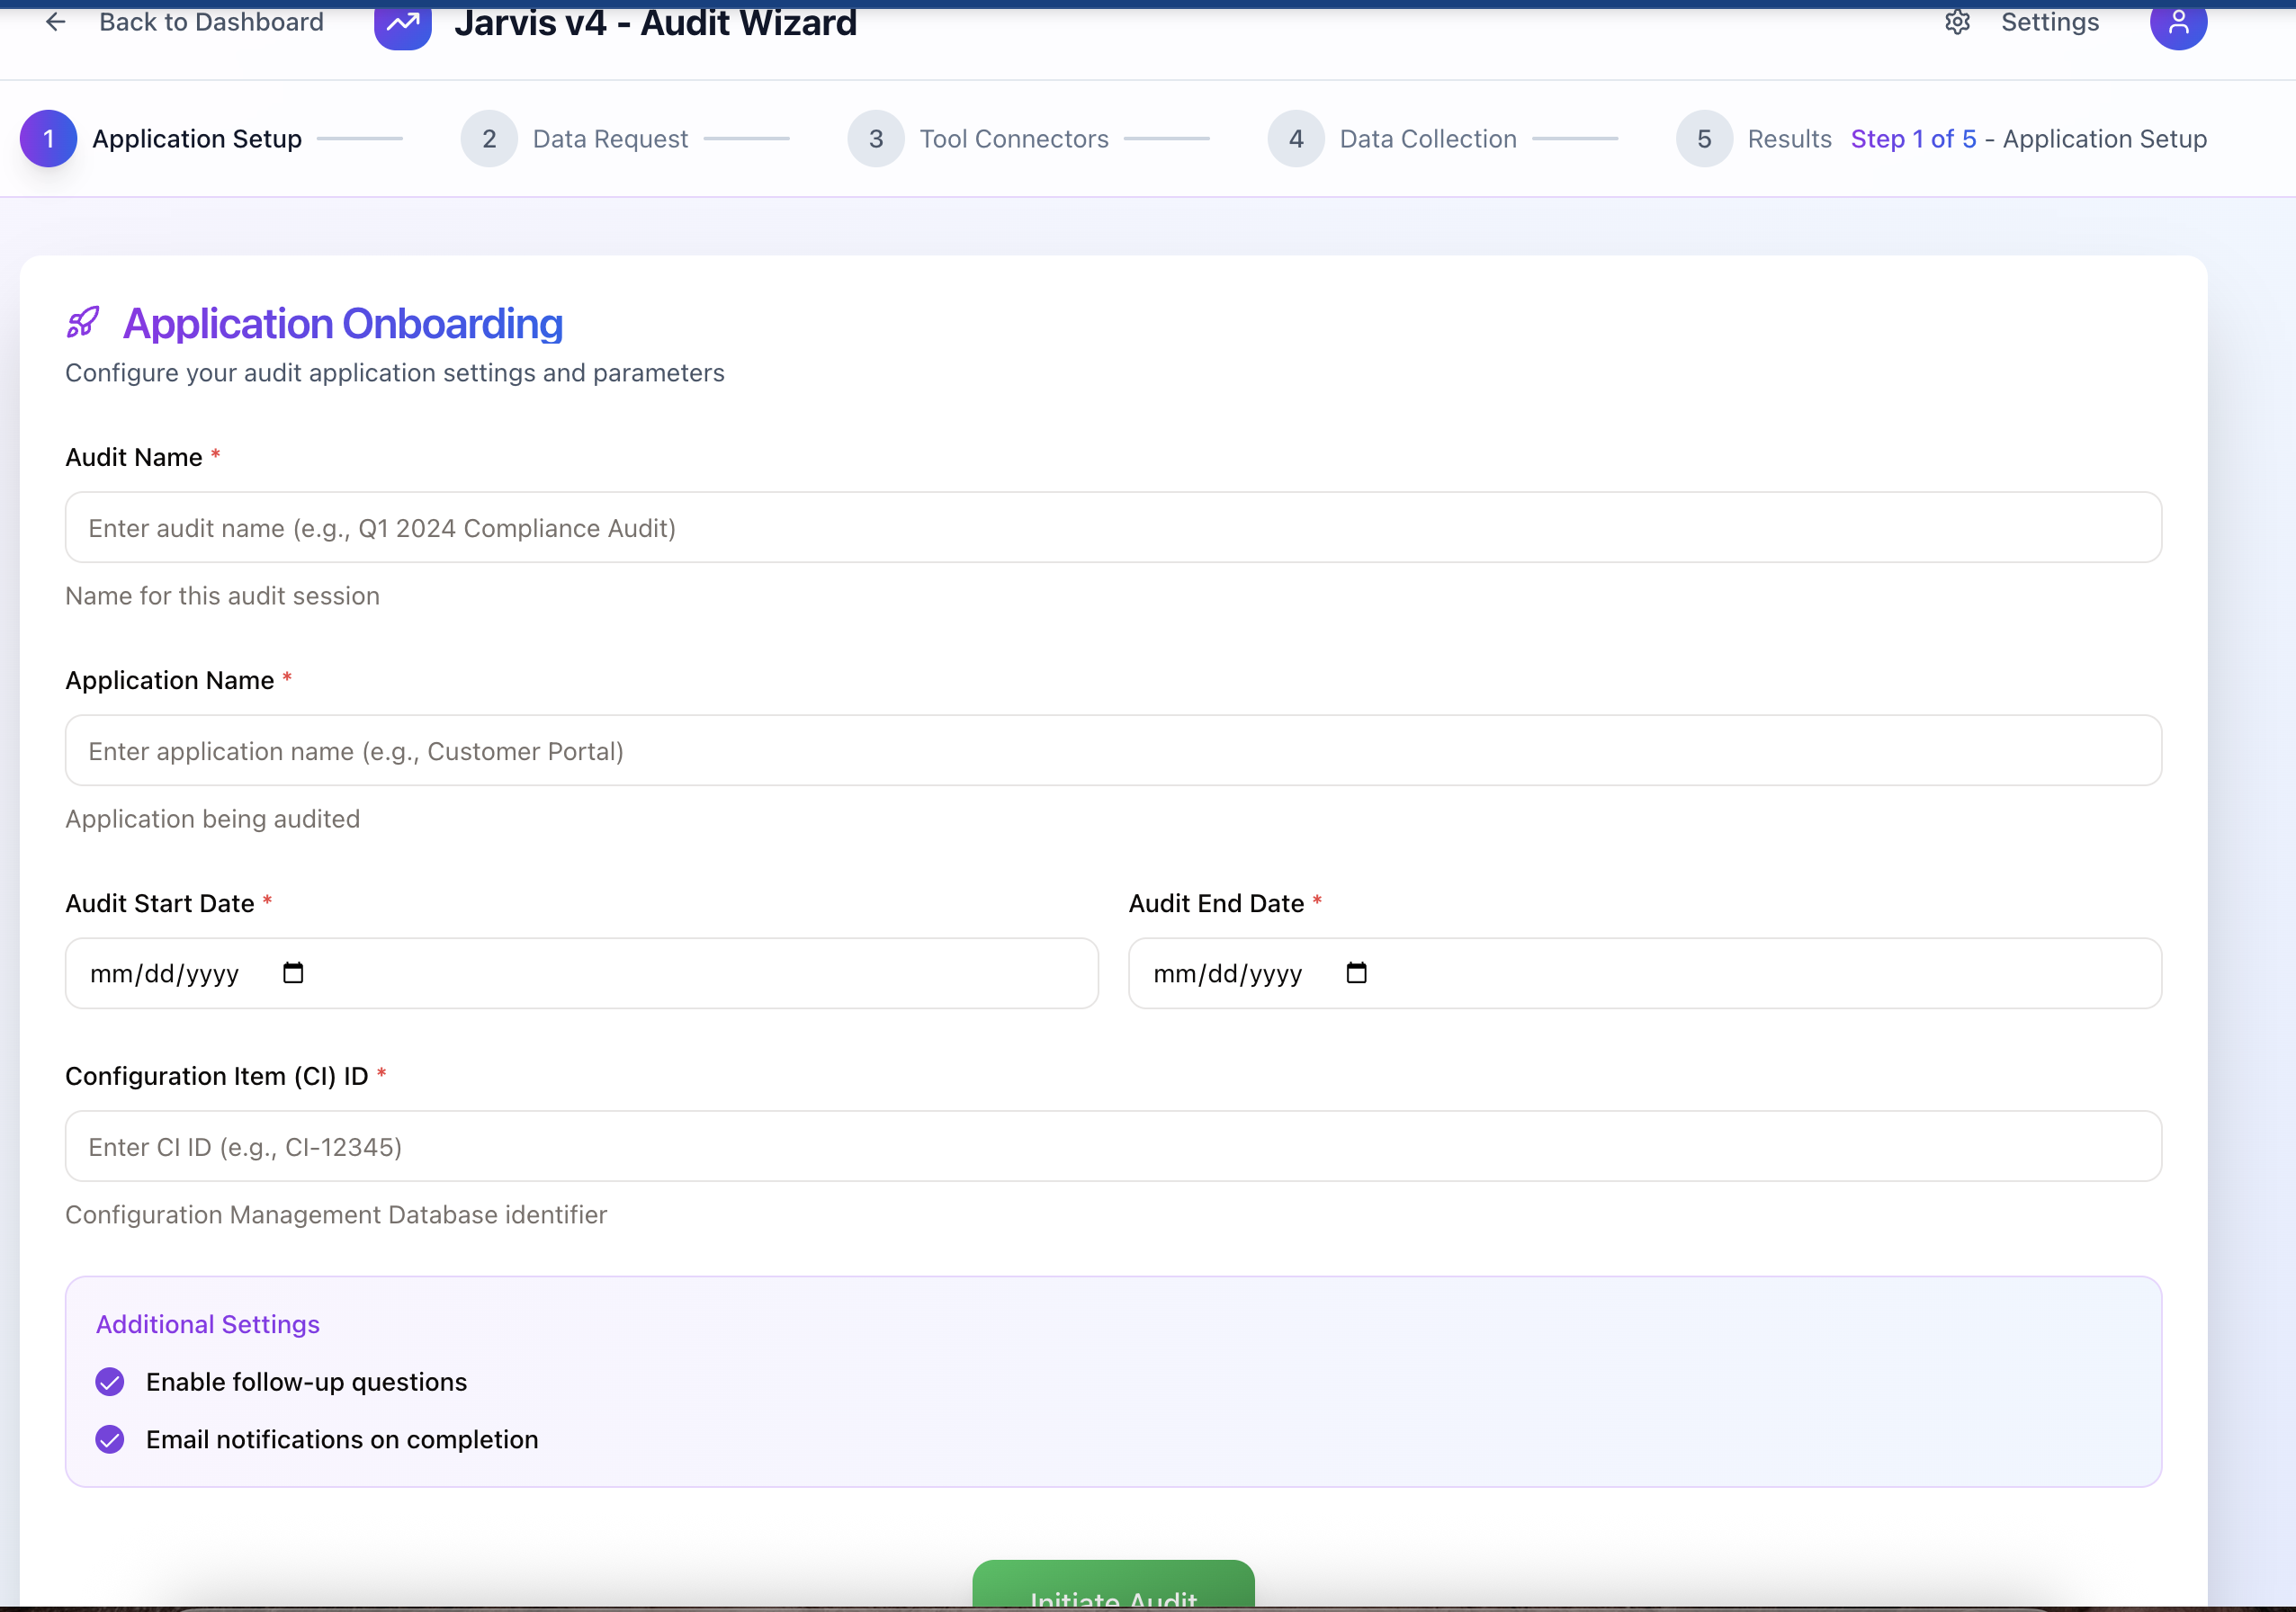 Back to Dashboard
Jarvis v4 - Audit Wizard
Settings
1 Application Setup
2 Data Request
3 Tool Connectors
4 Data Collection
5 Results
Step 1 of 5 - Application Setup
Application Onboarding
Configure your audit application settings and parameters
Audit Name *
Enter audit name (e.g., Q1 2024 Compliance Audit)
Name for this audit session
Application Name *
Enter application name (e.g., Customer Portal)
Application being audited
Audit Start Date *
Audit End Date *
mm/dd/yyyy
mm/dd/yyyy
Configuration Item (CI) ID *
Enter CI ID (e.g., CI-12345)
Configuration Management Database identifier
Additional Settings
Enable follow-up questions
Email notifications on completion
Initiate Audit